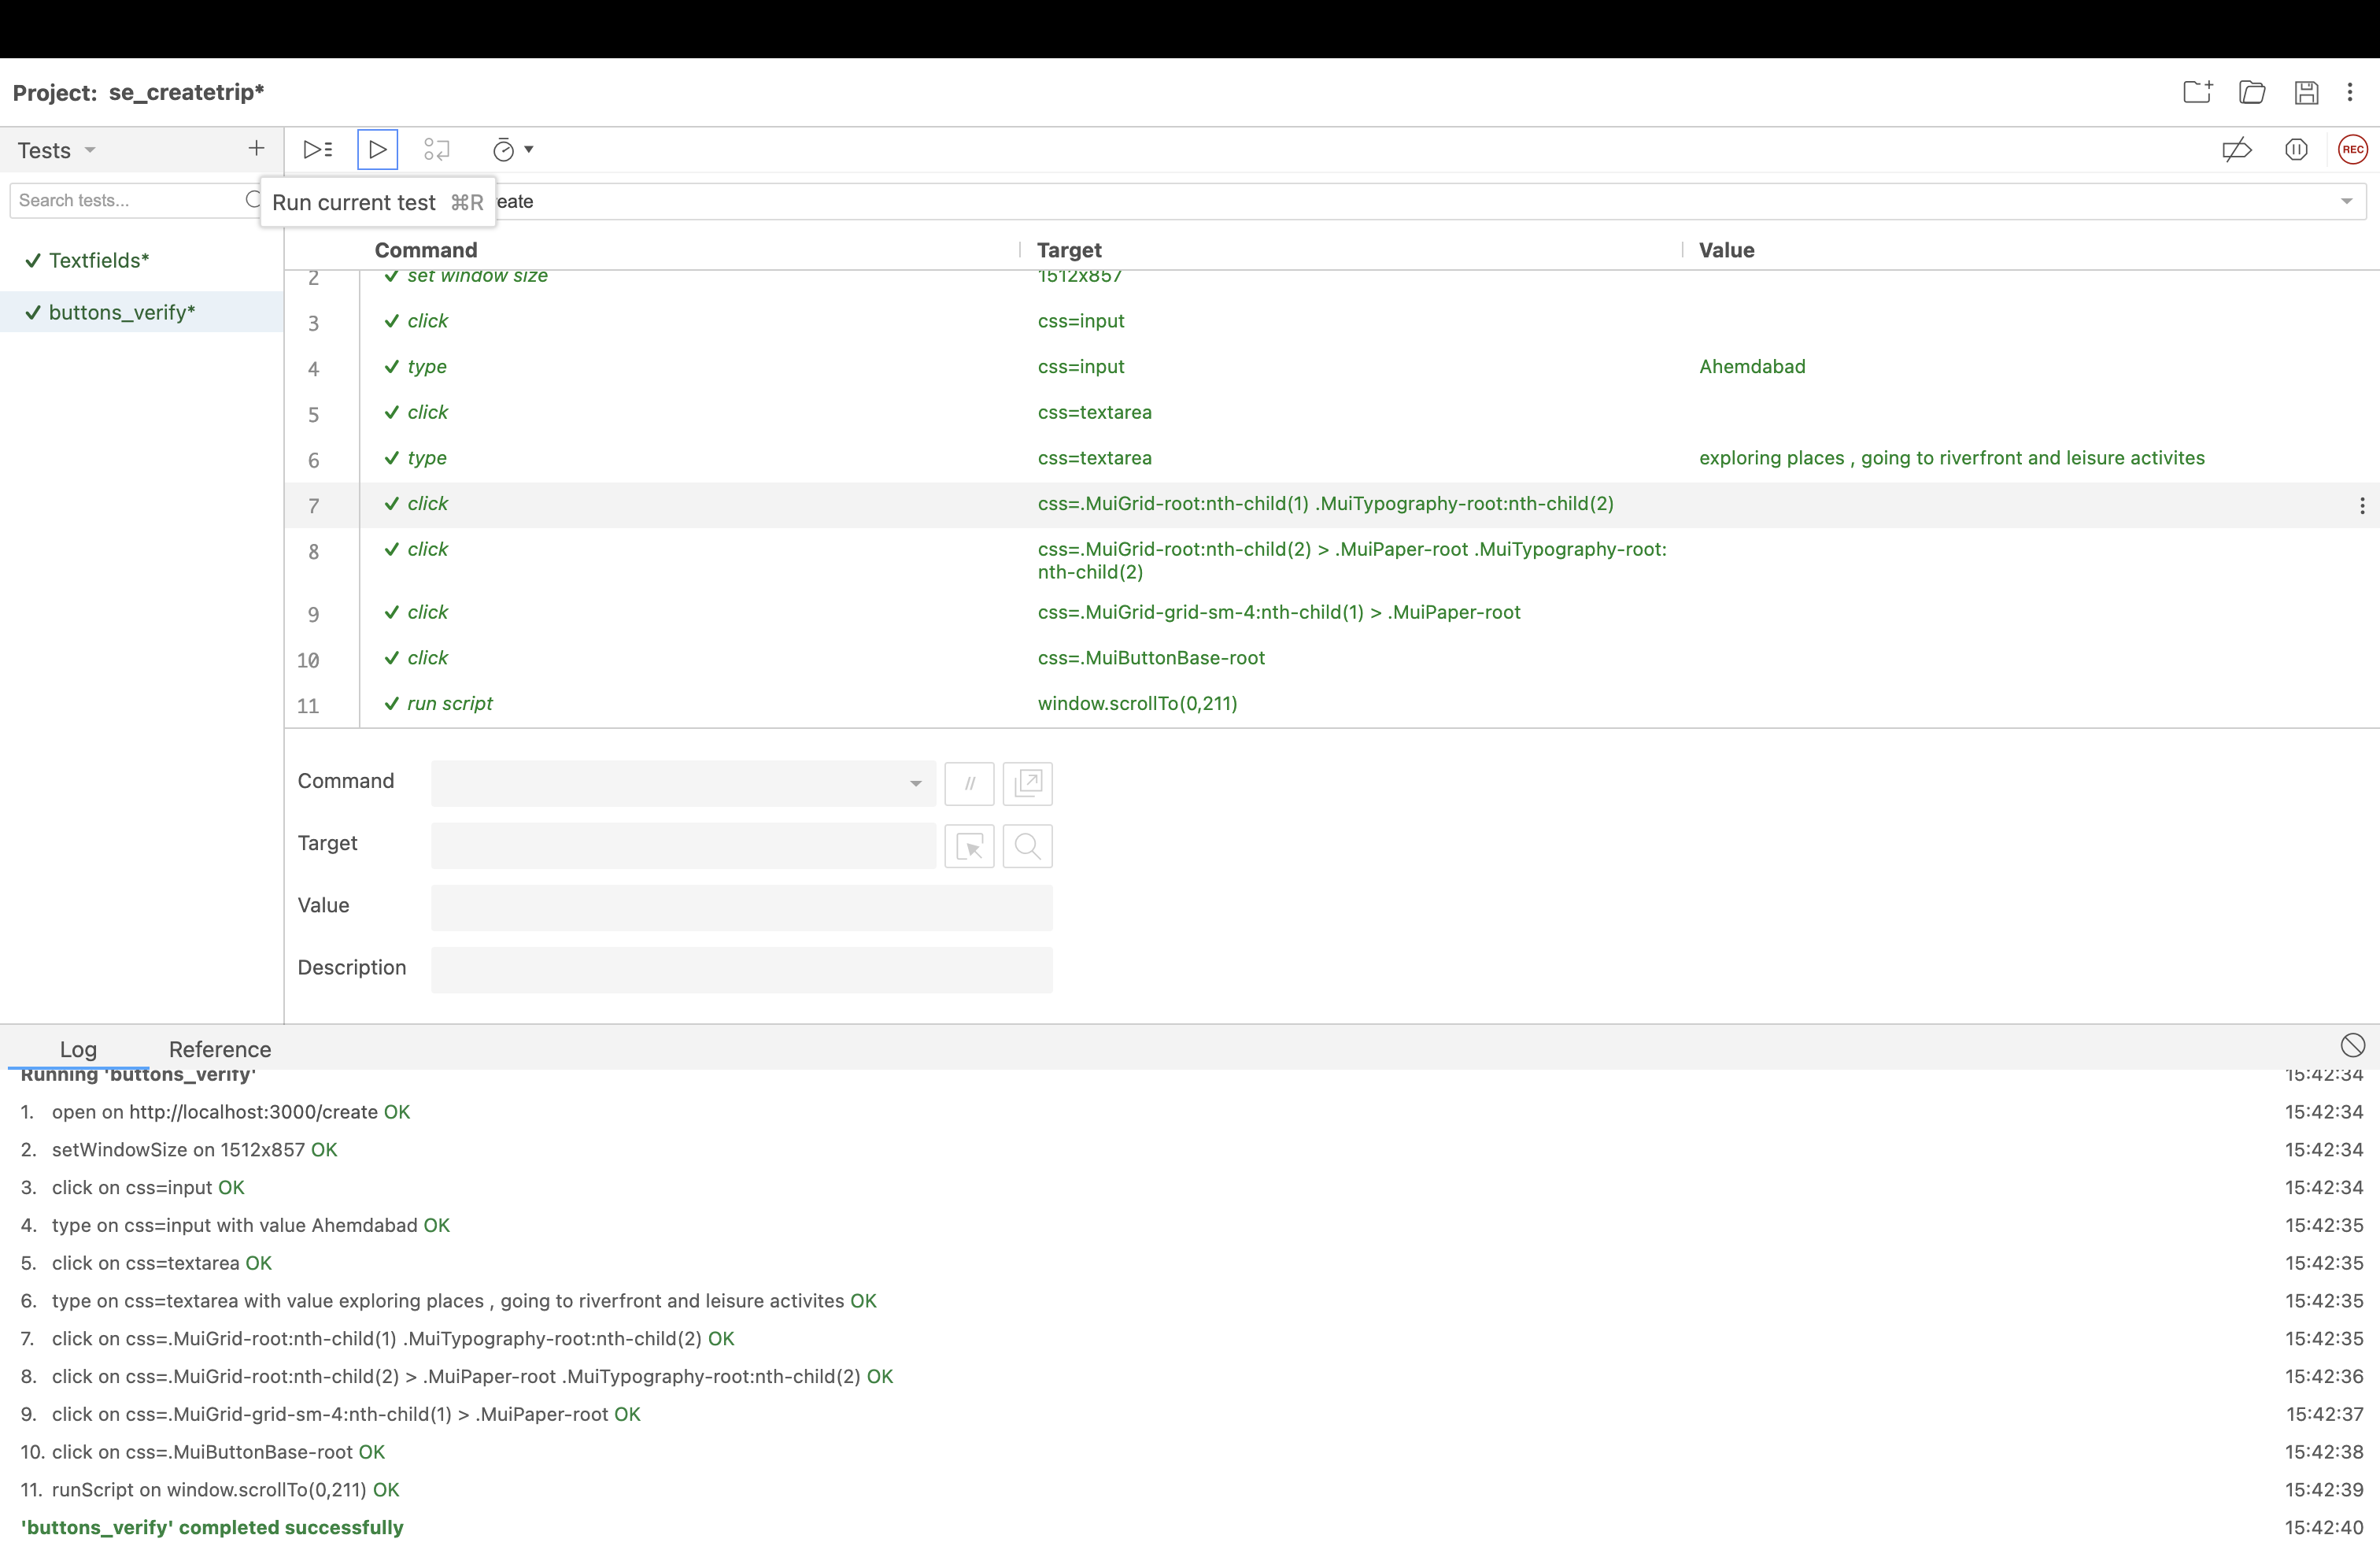 Project: se_createtrip*
Tests
Search tests...
Run current test ⌘R
eate
REC
✓ Textfields*
✓ buttons_verify*
Command Target Value
2 ✓ set window size 1512x857
3 ✓ click css=input
4 ✓ type css=input Ahemdabad
5 ✓ click css=textarea
6 ✓ type css=textarea exploring places , going to riverfront and leisure activites
7 ✓ click css=.MuiGrid-root:nth-child(1) .MuiTypography-root:nth-child(2)
8 ✓ click css=.MuiGrid-root:nth-child(2) > .MuiPaper-root .MuiTypography-root:
nth-child(2)
9 ✓ click css=.MuiGrid-grid-sm-4:nth-child(1) > .MuiPaper-root
10 ✓ click css=.MuiButtonBase-root
11 ✓ run script window.scrollTo(0,211)
Command //
Target
Value
Description
Log Reference
Running 'buttons_verify' 15:42:34
1. open on http://localhost:3000/create OK 15:42:34
2. setWindowSize on 1512x857 OK 15:42:34
3. click on css=input OK 15:42:34
4. type on css=input with value Ahemdabad OK 15:42:35
5. click on css=textarea OK 15:42:35
6. type on css=textarea with value exploring places , going to riverfront and leisure activites OK 15:42:35
7. click on css=.MuiGrid-root:nth-child(1) .MuiTypography-root:nth-child(2) OK 15:42:35
8. click on css=.MuiGrid-root:nth-child(2) > .MuiPaper-root .MuiTypography-root:nth-child(2) OK 15:42:36
9. click on css=.MuiGrid-grid-sm-4:nth-child(1) > .MuiPaper-root OK 15:42:37
10. click on css=.MuiButtonBase-root OK 15:42:38
11. runScript on window.scrollTo(0,211) OK 15:42:39
'buttons_verify' completed successfully 15:42:40